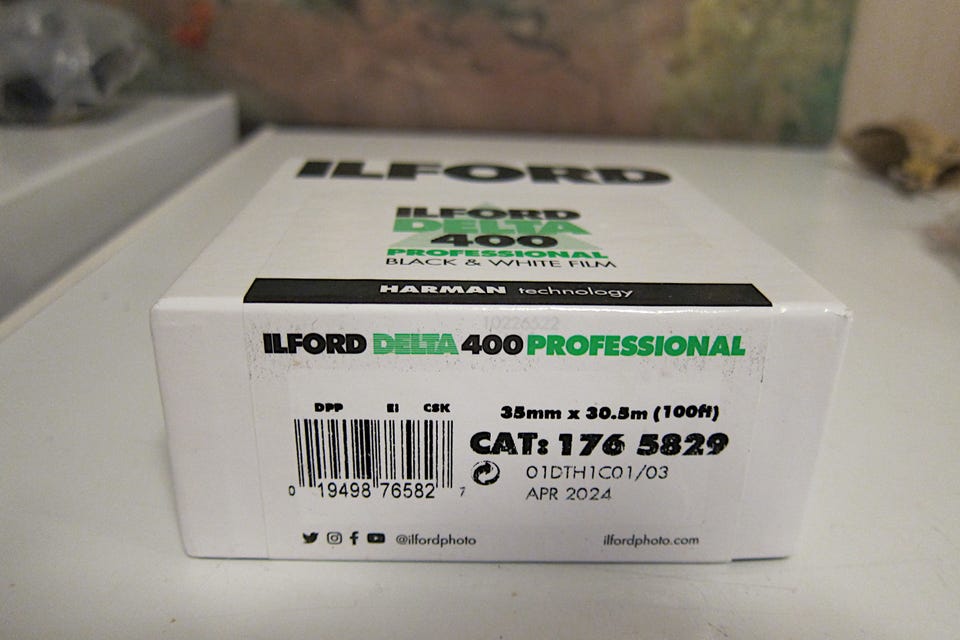 ILFORD
ILFORD
DELTA
400
PROFESSIONAL
BLACK & WHITE FILM
HARMAN technology
10226522
ILFORD DELTA 400 PROFESSIONAL
DPP EI CSK
35mm x 30.5m (100ft)
CAT: 176 5829
01DTH1C01/03
APR 2024
0 19498 76582 7
@ilfordphoto
ilfordphoto.com